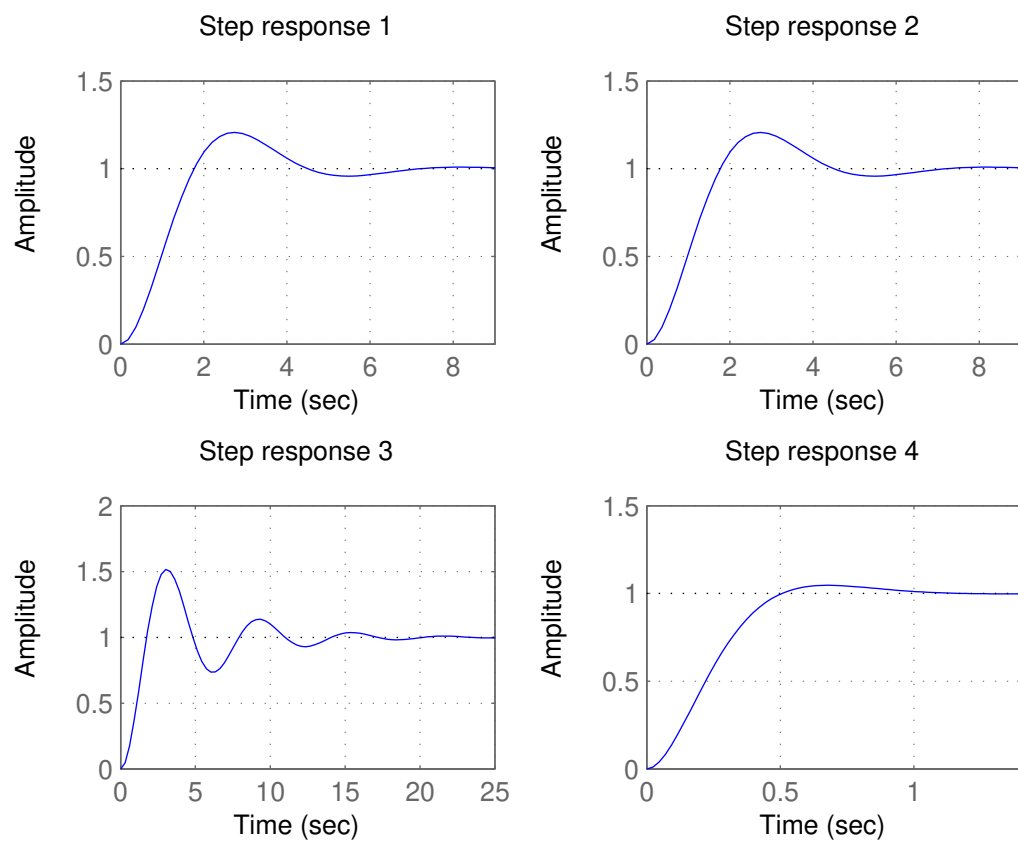 Step response 1
1.5
1
0.5
0
Amplitude
0 2 4 6 8
Time (sec)
Step response 2
1.5
1
0.5
0
Amplitude
0 2 4 6 8
Time (sec)
Step response 3
2
1.5
1
0.5
0
Amplitude
0 5 10 15 20 25
Time (sec)
Step response 4
1.5
1
0.5
0
Amplitude
0 0.5 1
Time (sec)